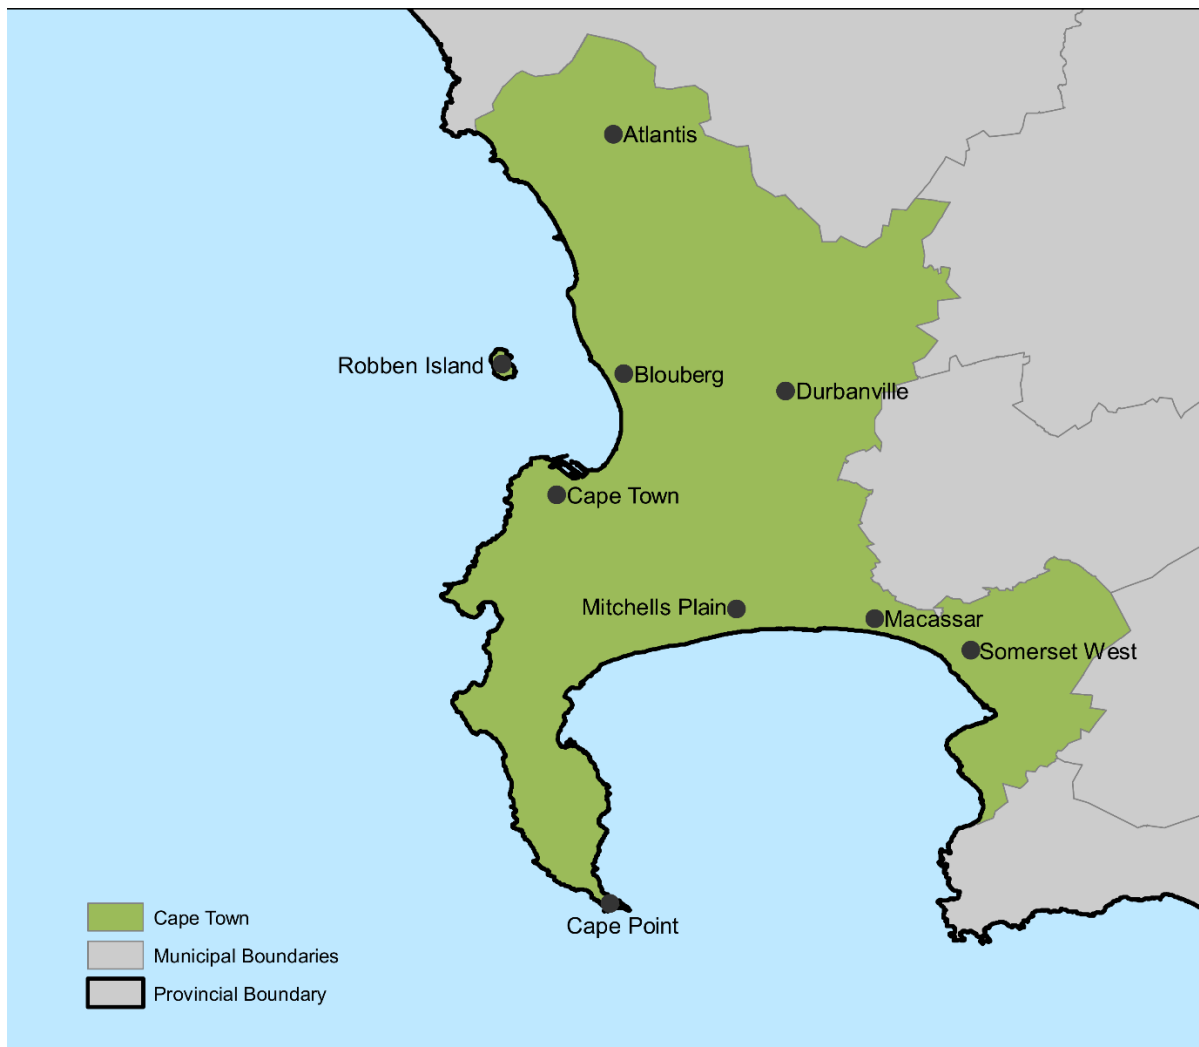 Atlantis
Robben Island
Blouberg
Durbanville
Cape Town
Mitchells Plain
Macassar
Somerset West
Cape Point
Cape Town
Municipal Boundaries
Provincial Boundary